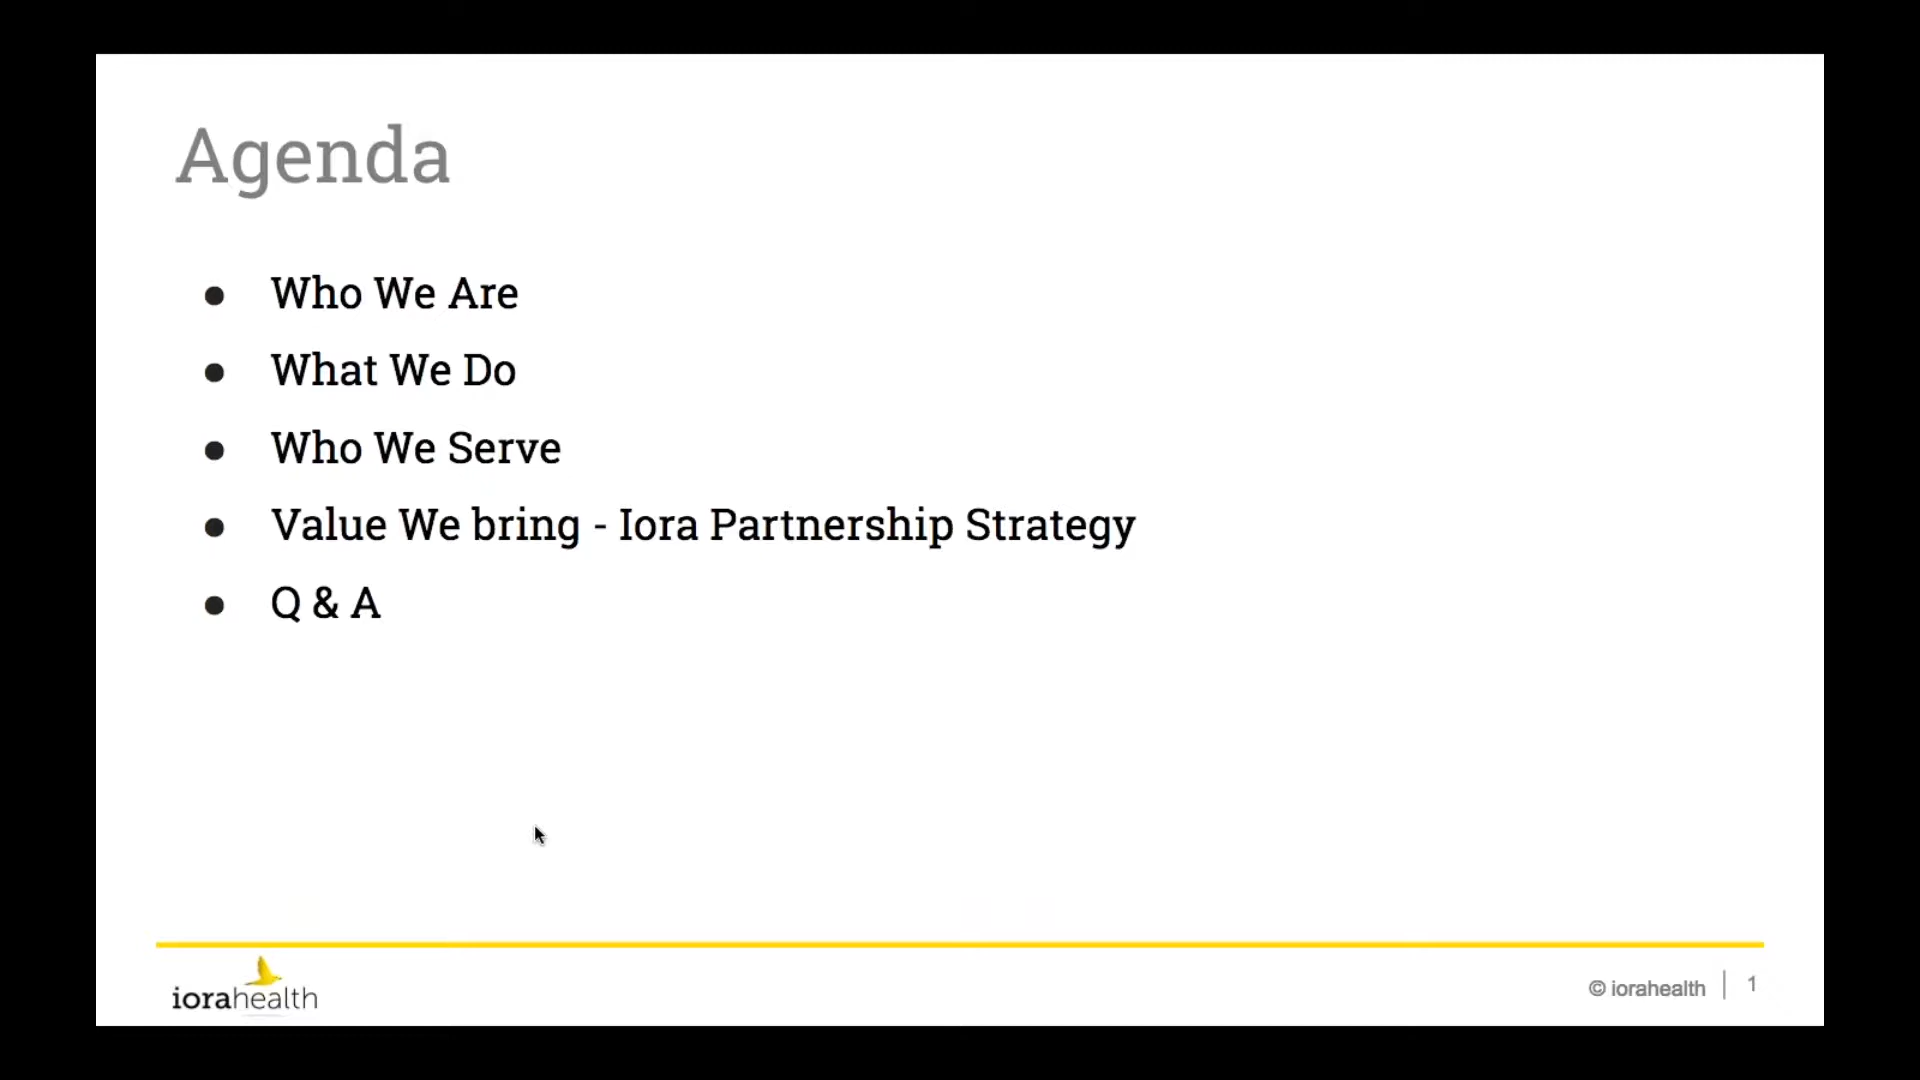 Agenda
● Who We Are
● What We Do
● Who We Serve
● Value We bring - Iora Partnership Strategy
● Q & A
iorahealth
© iorahealth | 1